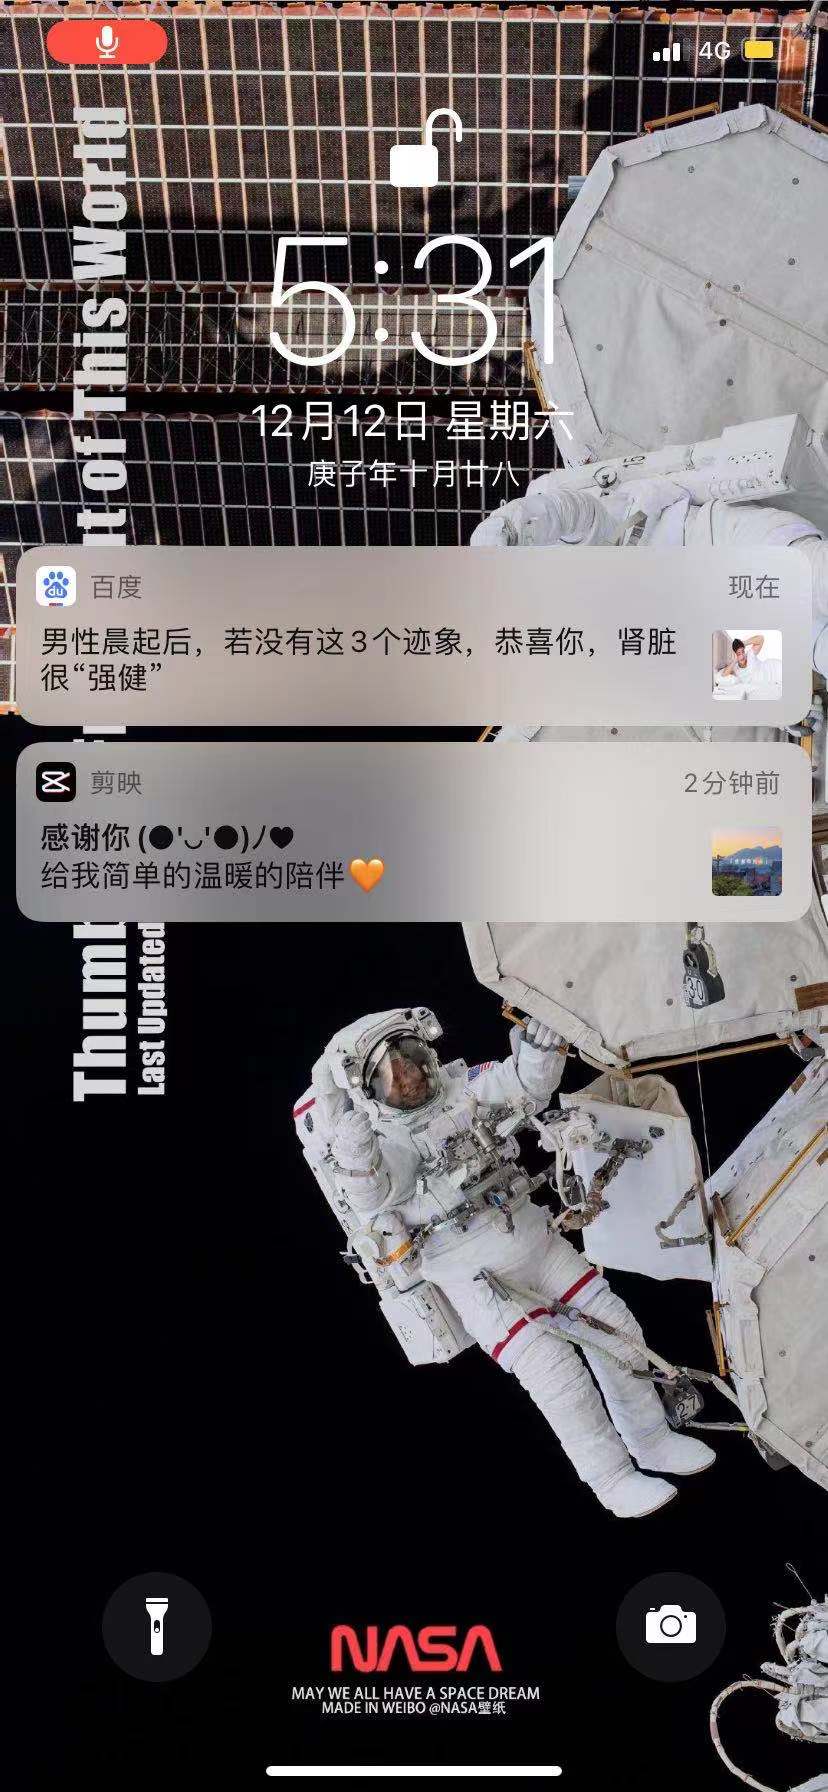 4G
5:31
12月12日 星期六
庚子年十月廿八
du
百度
现在
男性晨起后，若没有这3个迹象，恭喜你，肾脏
很“强健”
剪映
2分钟前
感谢你 (●'◡'●)ﾉ♥
给我简单的温暖的陪伴🧡
of This World
Thumb
Last Updated
15
30
27
NASA
MAY WE ALL HAVE A SPACE DREAM
MADE IN WEIBO @NASA壁纸